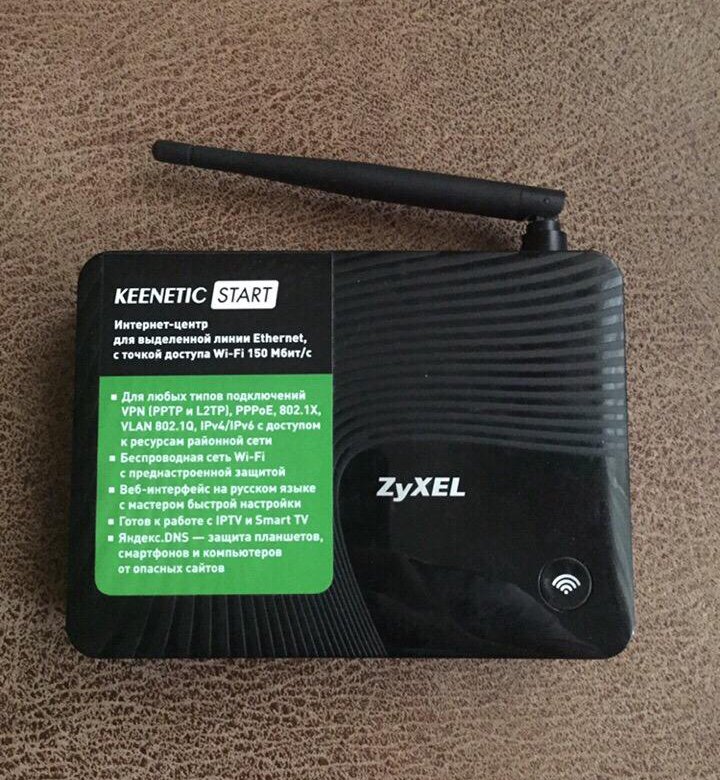 KEENETIC START
Интернет-центр
для выделенной линии Ethernet,
с точкой доступа Wi-Fi 150 Мбит/с
▪ Для любых типов подключений
VPN (PPTP и L2TP), PPPoE, 802.1X,
VLAN 802.1Q, IPv4/IPv6 с доступом
к ресурсам районной сети
▪ Беспроводная сеть Wi-Fi
с преднастроенной защитой
▪ Веб-интерфейс на русском языке
с мастером быстрой настройки
▪ Готов к работе с IPTV и Smart TV
▪ Яндекс.DNS — защита планшетов,
смартфонов и компьютеров
от опасных сайтов
ZyXEL